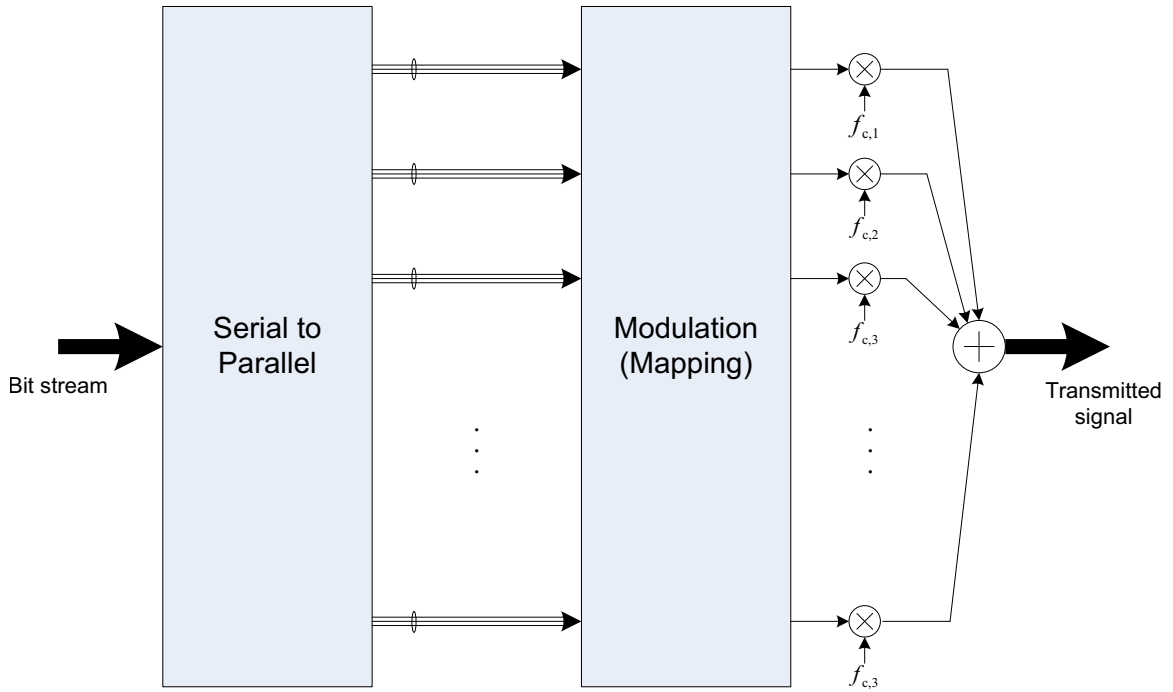 Bit stream
Serial to
Parallel
Modulation
(Mapping)
f c,1
f c,2
f c,3
f c,3
Transmitted
signal